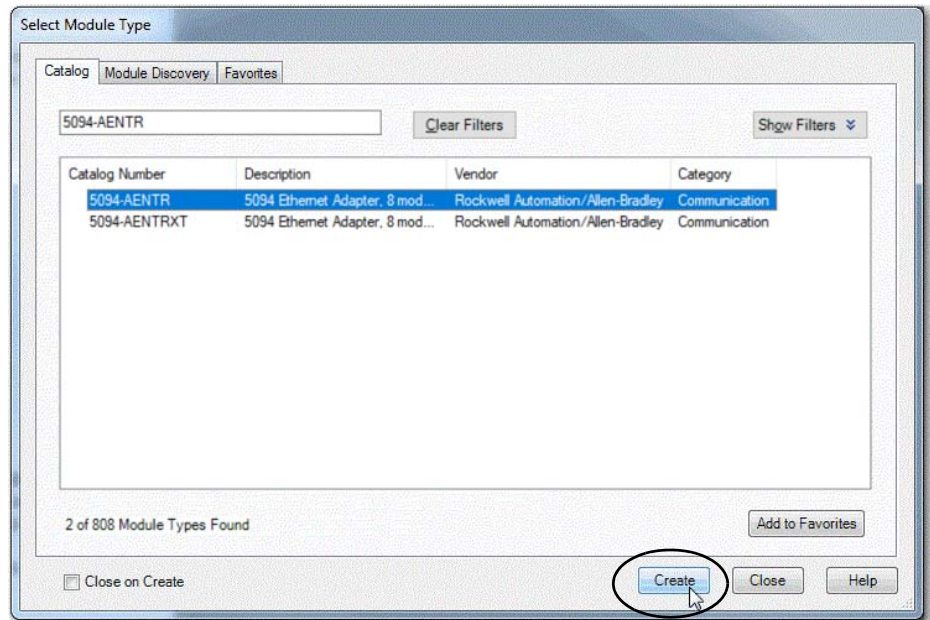 Select Module Type
Catalog Module Discovery Favorites
5094-AENTR Clear Filters Show Filters
Catalog Number Description Vendor Category
5094-AENTR 5094 Ethernet Adapter, 8 mod... Rockwell Automation/Allen-Bradley Communication
5094-AENTRXT 5094 Ethernet Adapter, 8 mod... Rockwell Automation/Allen-Bradley Communication
2 of 808 Module Types Found Add to Favorites
Close on Create Create Close Help